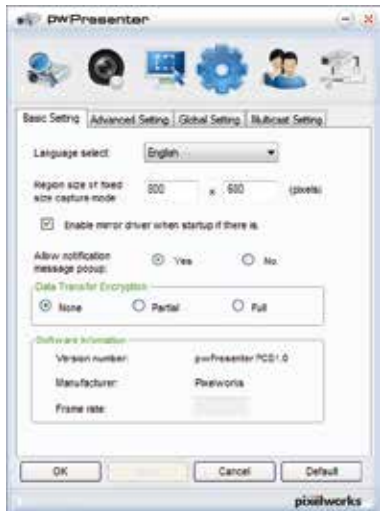 pwPresenter
Basic Setting Advanced Setting Global Setting Multicast Setting
Language select: English
Region size of fixed size capture mode 800 x 600 (pixels)
Enable mirror driver when startup if there is.
Allow notification message popup: Yes No
Data Transfer Encryption
None Partial Full
Software Information
Version number: pwPresenter PC01.0
Manufacturer: Pixelworks
Frame rate:
OK Cancel Default
pixelworks